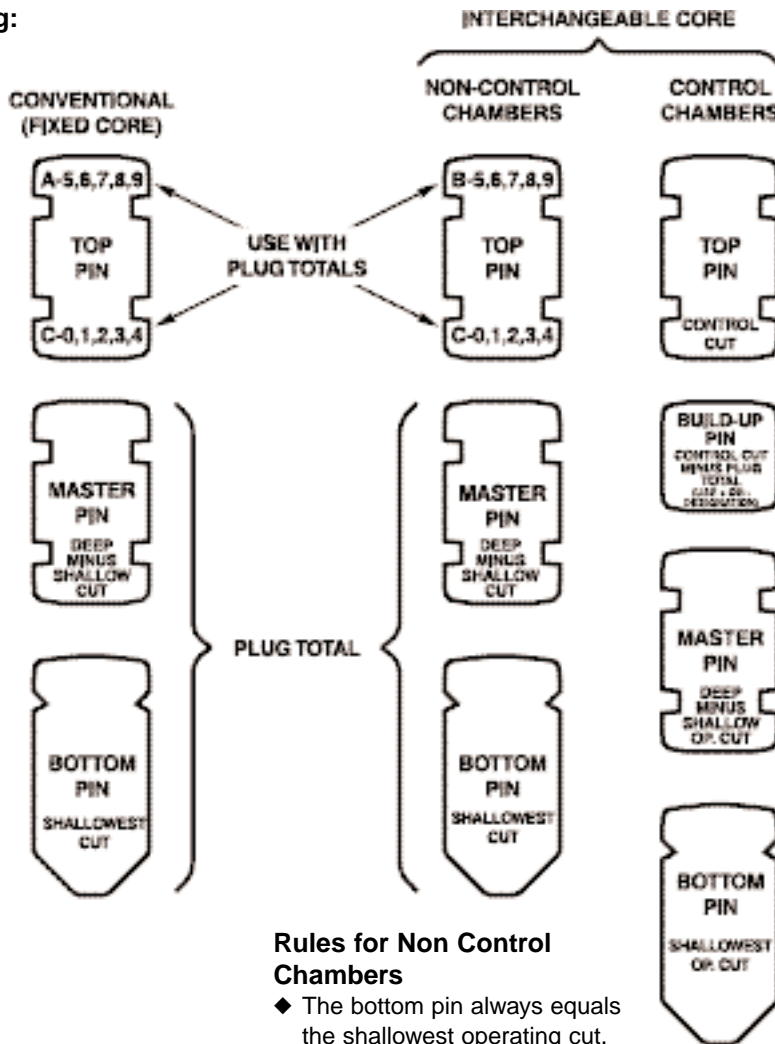 g:
INTERCHANGEABLE CORE
CONVENTIONAL
(FIXED CORE)
NON-CONTROL
CHAMBERS
CONTROL
CHAMBERS
A-5,6,7,8,9
TOP
PIN
C-0,1,2,3,4
USE WITH
PLUG TOTALS
B-5,6,7,8,9
TOP
PIN
C-0,1,2,3,4
TOP
PIN
CONTROL
CUT
MASTER
PIN
DEEP
MINUS
SHALLOW
CUT
MASTER
PIN
DEEP
MINUS
SHALLOW
CUT
BUILD-UP
PIN
CONTROL CUT
MINUS PLUG
TOTAL
DESIGNATION)
PLUG TOTAL
MASTER
PIN
DEEP
MINUS
SHALLOW
OP. CUT
BOTTOM
PIN
SHALLOWEST
CUT
BOTTOM
PIN
SHALLOWEST
CUT
BOTTOM
PIN
SHALLOWEST
OP. CUT
Rules for Non Control
Chambers
◆ The bottom pin always equals
the shallowest operating cut.